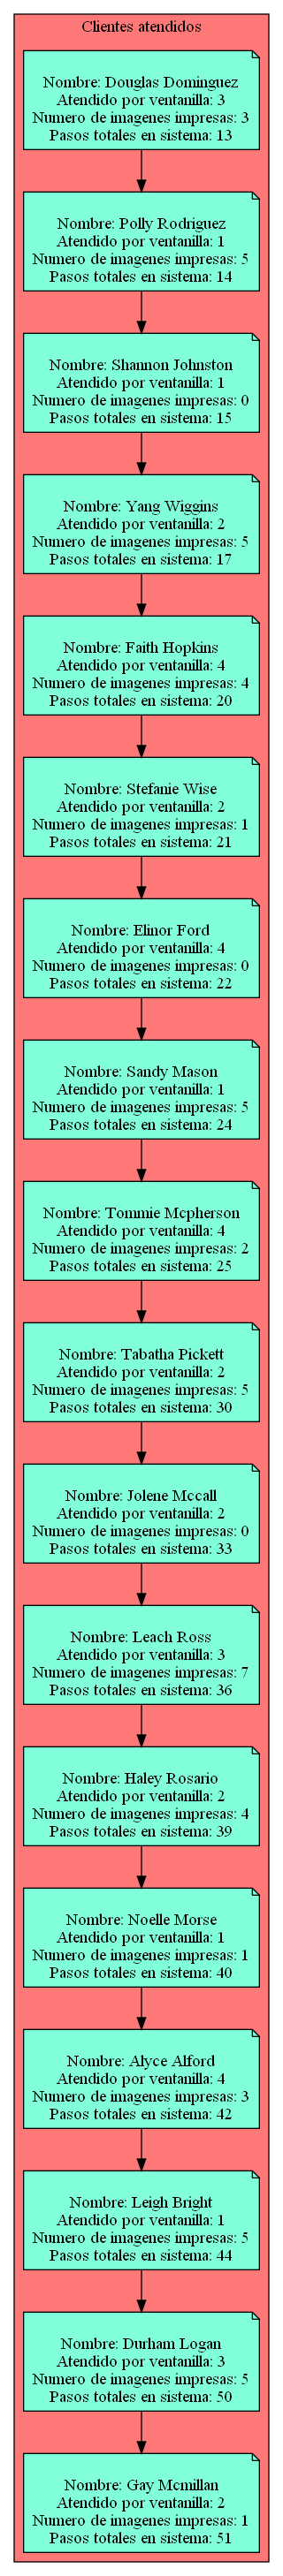 Clientes atendidos
Nombre: Douglas Dominguez
Atendido por ventanilla: 3
Numero de imagenes impresas: 3
Pasos totales en sistema: 13
Nombre: Polly Rodriguez
Atendido por ventanilla: 1
Numero de imagenes impresas: 5
Pasos totales en sistema: 14
Nombre: Shannon Johnston
Atendido por ventanilla: 1
Numero de imagenes impresas: 0
Pasos totales en sistema: 15
Nombre: Yang Wiggins
Atendido por ventanilla: 2
Numero de imagenes impresas: 5
Pasos totales en sistema: 17
Nombre: Faith Hopkins
Atendido por ventanilla: 4
Numero de imagenes impresas: 4
Pasos totales en sistema: 20
Nombre: Stefanie Wise
Atendido por ventanilla: 2
Numero de imagenes impresas: 1
Pasos totales en sistema: 21
Nombre: Elinor Ford
Atendido por ventanilla: 4
Numero de imagenes impresas: 0
Pasos totales en sistema: 22
Nombre: Sandy Mason
Atendido por ventanilla: 1
Numero de imagenes impresas: 5
Pasos totales en sistema: 24
Nombre: Tommie Mcpherson
Atendido por ventanilla: 4
Numero de imagenes impresas: 2
Pasos totales en sistema: 25
Nombre: Tabatha Pickett
Atendido por ventanilla: 2
Numero de imagenes impresas: 5
Pasos totales en sistema: 30
Nombre: Jolene Mccall
Atendido por ventanilla: 2
Numero de imagenes impresas: 0
Pasos totales en sistema: 33
Nombre: Leach Ross
Atendido por ventanilla: 3
Numero de imagenes impresas: 7
Pasos totales en sistema: 36
Nombre: Haley Rosario
Atendido por ventanilla: 2
Numero de imagenes impresas: 4
Pasos totales en sistema: 39
Nombre: Noelle Morse
Atendido por ventanilla: 1
Numero de imagenes impresas: 1
Pasos totales en sistema: 40
Nombre: Alyce Alford
Atendido por ventanilla: 4
Numero de imagenes impresas: 3
Pasos totales en sistema: 42
Nombre: Leigh Bright
Atendido por ventanilla: 1
Numero de imagenes impresas: 5
Pasos totales en sistema: 44
Nombre: Durham Logan
Atendido por ventanilla: 3
Numero de imagenes impresas: 5
Pasos totales en sistema: 50
Nombre: Gay Mcmillan
Atendido por ventanilla: 2
Numero de imagenes impresas: 1
Pasos totales en sistema: 51